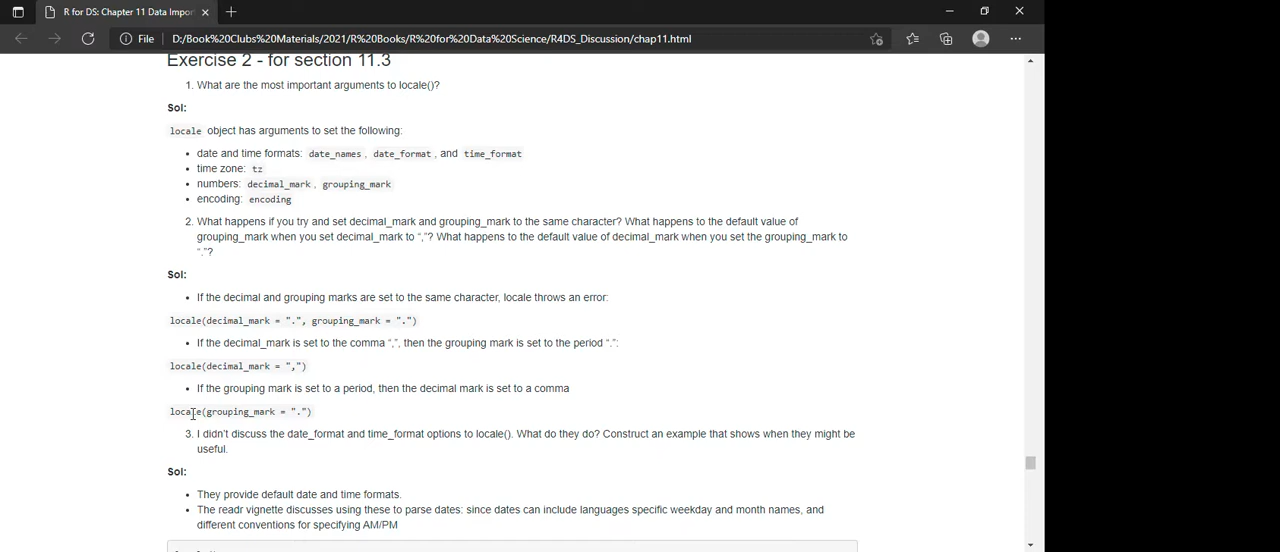 R for DS: Chapter 11 Data Impor
File D:/Book%20Clubs%20Materials/2021/R%20Books/R%20for%20Data%20Science/R4DS_Discussion/chap11.html
Exercise 2 - for section 11.3
1. What are the most important arguments to locale()?
Sol:
locale object has arguments to set the following:
• date and time formats: date_names, date_format, and time_format
• time zone: tz
• numbers: decimal_mark, grouping_mark
• encoding: encoding
2. What happens if you try and set decimal_mark and grouping_mark to the same character? What happens to the default value of
grouping_mark when you set decimal_mark to “,”? What happens to the default value of decimal_mark when you set the grouping_mark to
“.”?
Sol:
• If the decimal and grouping marks are set to the same character, locale throws an error:
locale(decimal_mark = ".", grouping_mark = ".")
• If the decimal_mark is set to the comma “,”, then the grouping mark is set to the period “.”:
locale(decimal_mark = ",")
• If the grouping mark is set to a period, then the decimal mark is set to a comma
locale(grouping_mark = ".")
3. I didn’t discuss the date_format and time_format options to locale(). What do they do? Construct an example that shows when they might be
useful.
Sol:
• They provide default date and time formats.
• The readr vignette discusses using these to parse dates: since dates can include languages specific weekday and month names, and
different conventions for specifying AM/PM